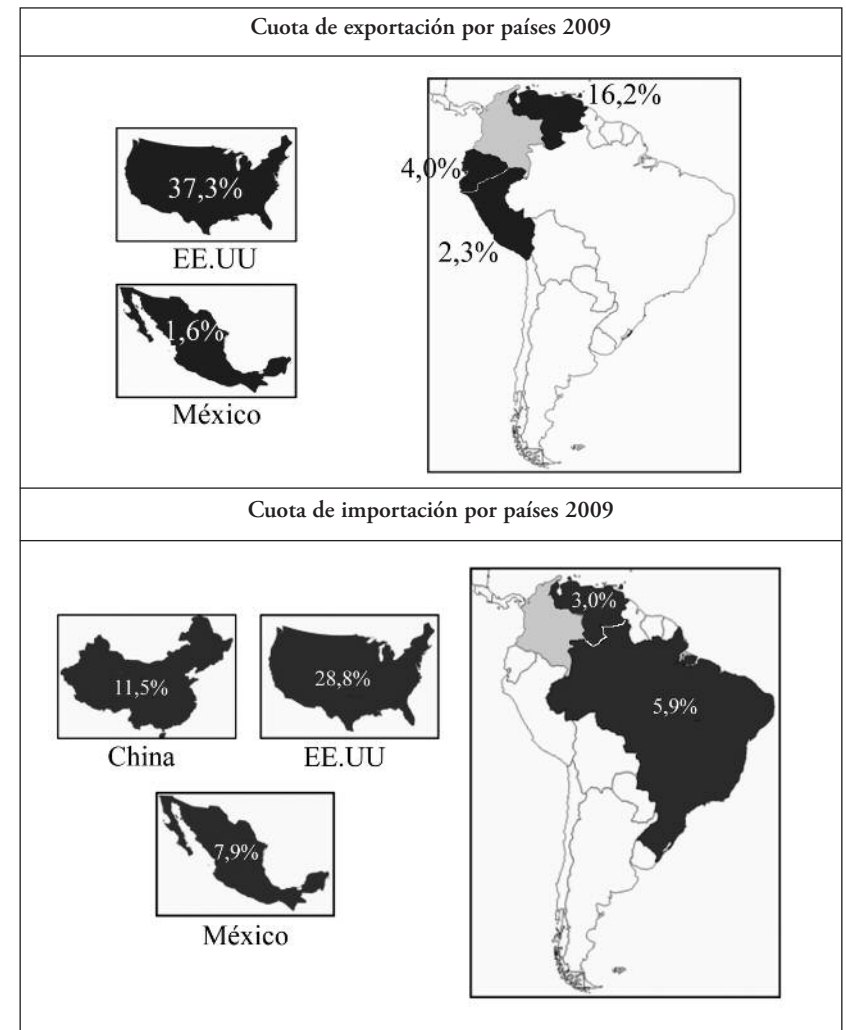 Cuota de exportación por países 2009
16,2%
4,0%
37,3%
2,3%
EE.UU
1,6%
México
Cuota de importación por países 2009
3,0%
11,5%
28,8%
5,9%
China
EE.UU
7,9%
México